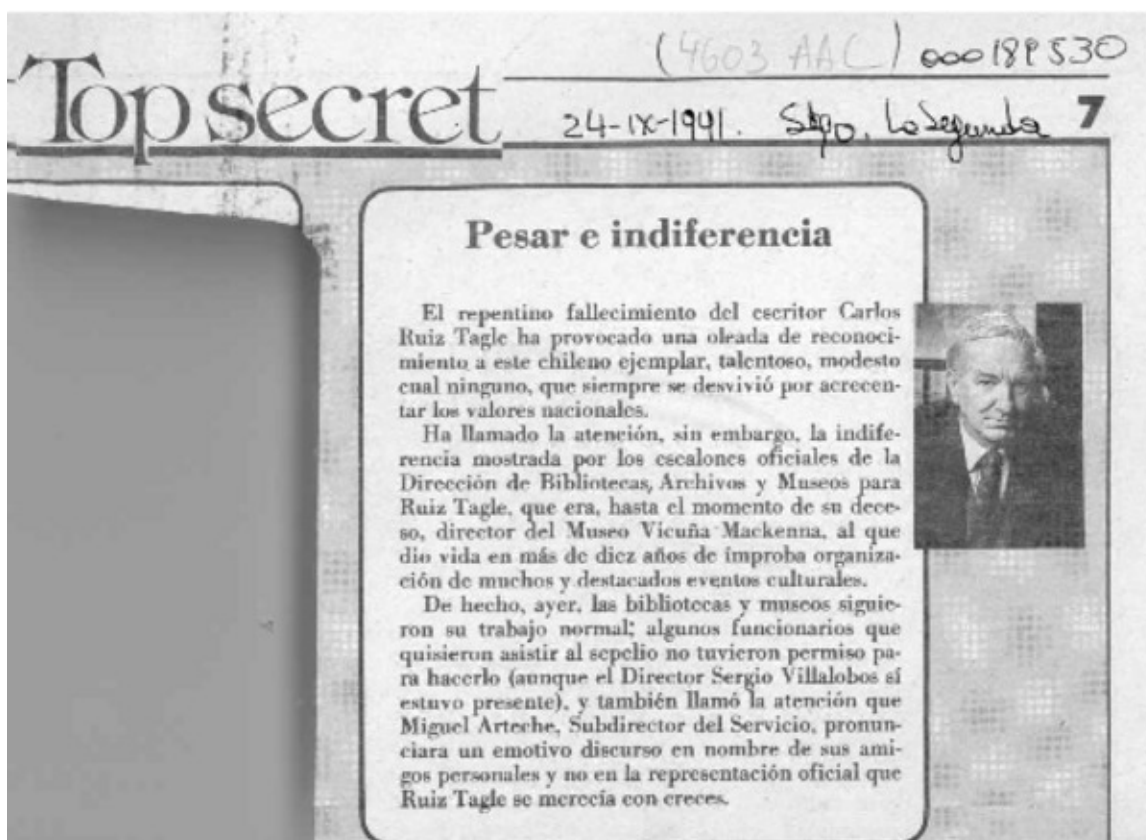 (4603 AAC) 000189530
Top secret
24-IX-1991. Stgo, La Segunda 7
Pesar e indiferencia
El repentino fallecimiento del escritor Carlos
Ruiz Tagle ha provocado una oleada de reconoci-
miento a este chileno ejemplar, talentoso, modesto
cual ninguno, que siempre se desvivió por acrecen-
tar los valores nacionales.
Ha llamado la atención, sin embargo, la indife-
rencia mostrada por los escalones oficiales de la
Dirección de Bibliotecas, Archivos y Museos para
Ruiz Tagle, que era, hasta el momento de su dece-
so, director del Museo Vicuña Mackenna, al que
dio vida en más de diez años de ímproba organiza-
ción de muchos y destacados eventos culturales.
De hecho, ayer, las bibliotecas y museos siguie-
ron su trabajo normal; algunos funcionarios que
quisieron asistir al sepelio no tuvieron permiso pa-
ra hacerlo (aunque el Director Sergio Villalobos sí
estuvo presente), y también llamó la atención que
Miguel Arteche, Subdirector del Servicio, pronun-
ciara un emotivo discurso en nombre de sus ami-
gos personales y no en la representación oficial que
Ruiz Tagle se merecía con creces.